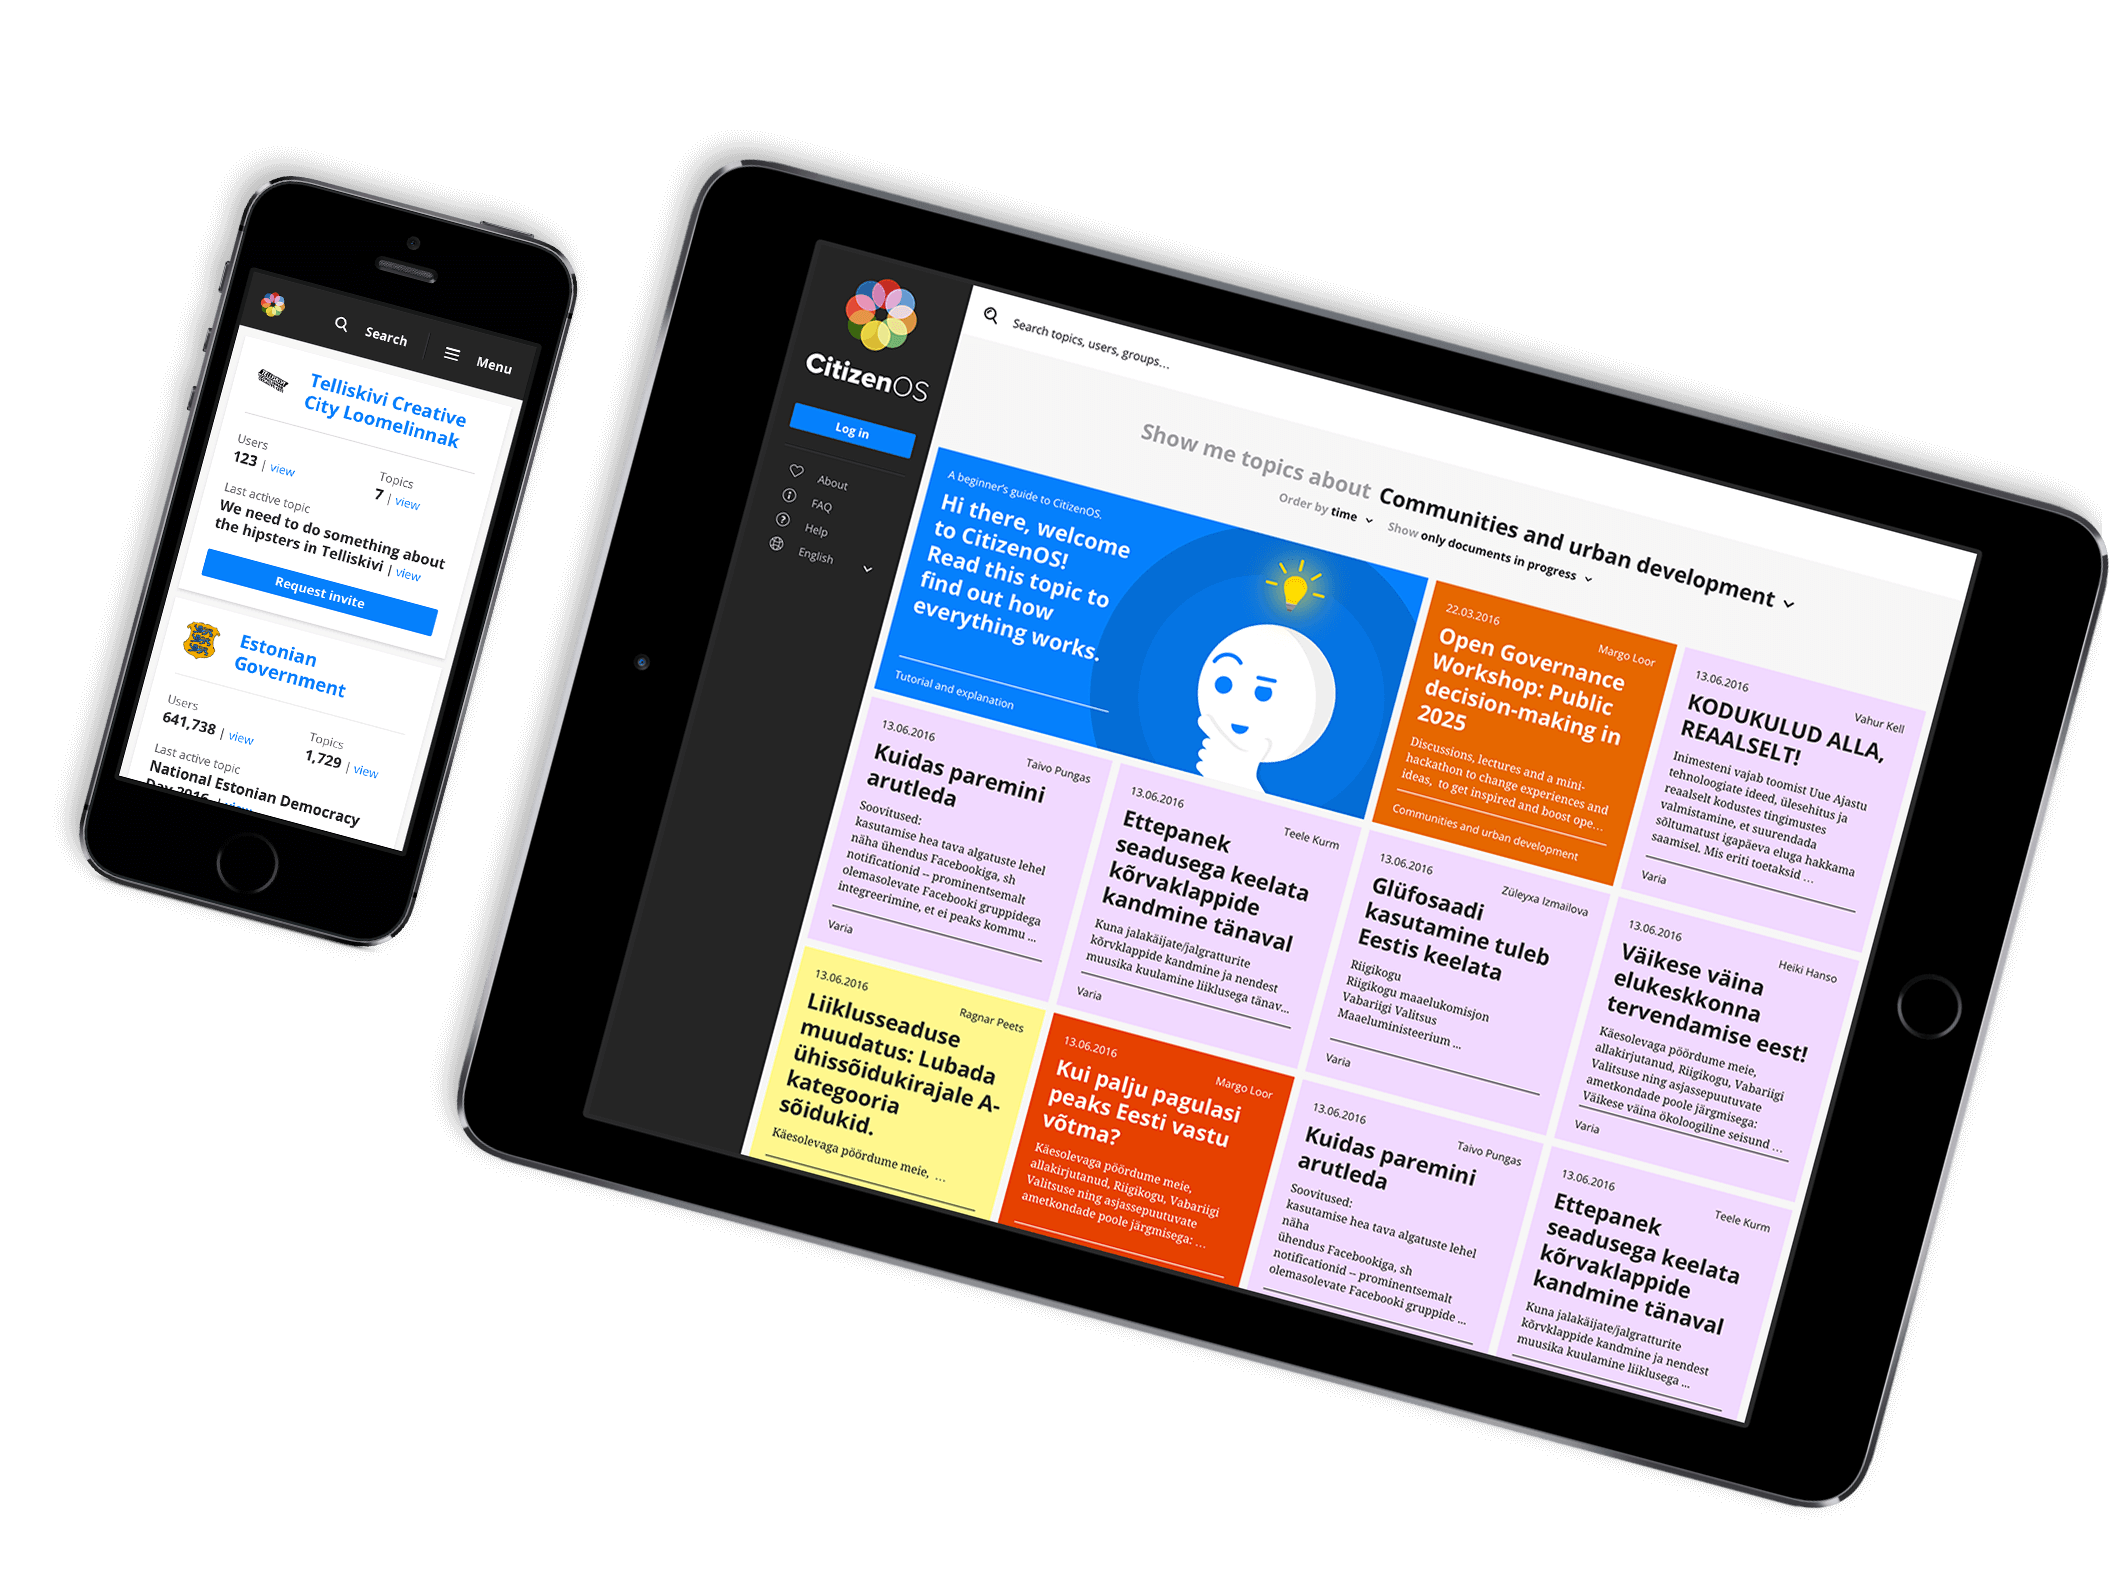 Search
Menu
Telliskivi Creative
City Loomelinnak
Users
123 | view
Topics
7 | view
Last active topic
We need to do something about
the hipsters in Telliskivi | view
Request invite
Estonian
Government
Users
641,738 | view
Topics
1,729 | view
Last active topic
National Estonian Democracy
Day 2016 | view
CitizenOS
Log in
About
FAQ
Help
English
Search topics, users, groups...
Show me topics about Communities and urban development
Order by time Show only documents in progress
A beginner's guide to CitizenOS.
Hi there, welcome
to CitizenOS!
Read this topic to
find out how
everything works.
Tutorial and explanation
22.03.2016
Margo Loor
Open Governance
Workshop: Public
decision-making in
2025
Discussions, lectures and a mini-
hackathon to change experiences and
ideas, to get inspired and boost ope...
Communities and urban development
13.06.2016
Vahur Kell
KODUKULUD ALLA,
REAALSELT!
Inimesteni vajab toomist Uue Ajastu
tehnoloogiate ideed, ülesehitus ja
reaalselt kodustes tingimustes
valmistamine, et suurendada
sõltumatust igapäeva eluga hakkama
saamisel. Mis eriti toetaksid ...
Varia
13.06.2016
Taivo Pungas
Kuidas paremini
arutleda
Soovitused:
kasutamise hea tava algatuste lehel
näha ühendus Facebookiga, sh
notificationid – prominentsemalt
olemasolevate Facebooki gruppidega
integreerimine, et ei peaks kommu ...
Varia
13.06.2016
Teele Kurm
Ettepanek
seadusega keelata
kõrvaklappide
kandmine tänaval
Kuna jalakäijate/jalgratturite
kõrvklappide kandmine ja nendest
muusika kuulamine liiklusega tänav...
Varia
13.06.2016
Züleyxa Izmailova
Glüfosaadi
kasutamine tuleb
Eestis keelata
Riigikogu
Riigikogu maaelukomisjon
Vabariigi Valitsus
Maaeluministeerium ...
Varia
13.06.2016
Heiki Hanso
Väikese väina
elukeskkonna
tervendamise eest!
Käesolevaga pöördume meie,
allakirjutanud, Riigikogu, Vabariigi
Valitsuse ning asjassepuutuvate
ametkondade poole järgmisega:
Väikese väina ökoloogiline seisund ...
Varia
13.06.2016
Ragnar Peets
Liiklusseaduse
muudatus: Lubada
ühissõidukirajale A-
kategooria
sõidukid.
Käesolevaga pöördume meie, ...
13.06.2016
Margo Loor
Kui palju pagulasi
peaks Eesti vastu
võtma?
Käesolevaga pöördume meie,
allakirjutanud, Riigikogu, Vabariigi
Valitsuse ning asjassepuutuvate
ametkondade poole järgmisega: ...
13.06.2016
Taivo Pungas
Kuidas paremini
arutleda
Soovitused:
kasutamise hea tava algatuste lehel
näha
ühendus Facebookiga, sh
notificationid – prominentsemalt
olemasolevate Facebooki gruppide ...
13.06.2016
Teele Kurm
Ettepanek
seadusega keelata
kõrvaklappide
kandmine tänaval
Kuna jalakäijate/jalgratturite
kõrvklappide kandmine ja nendest
muusika kuulamine liiklusega ...